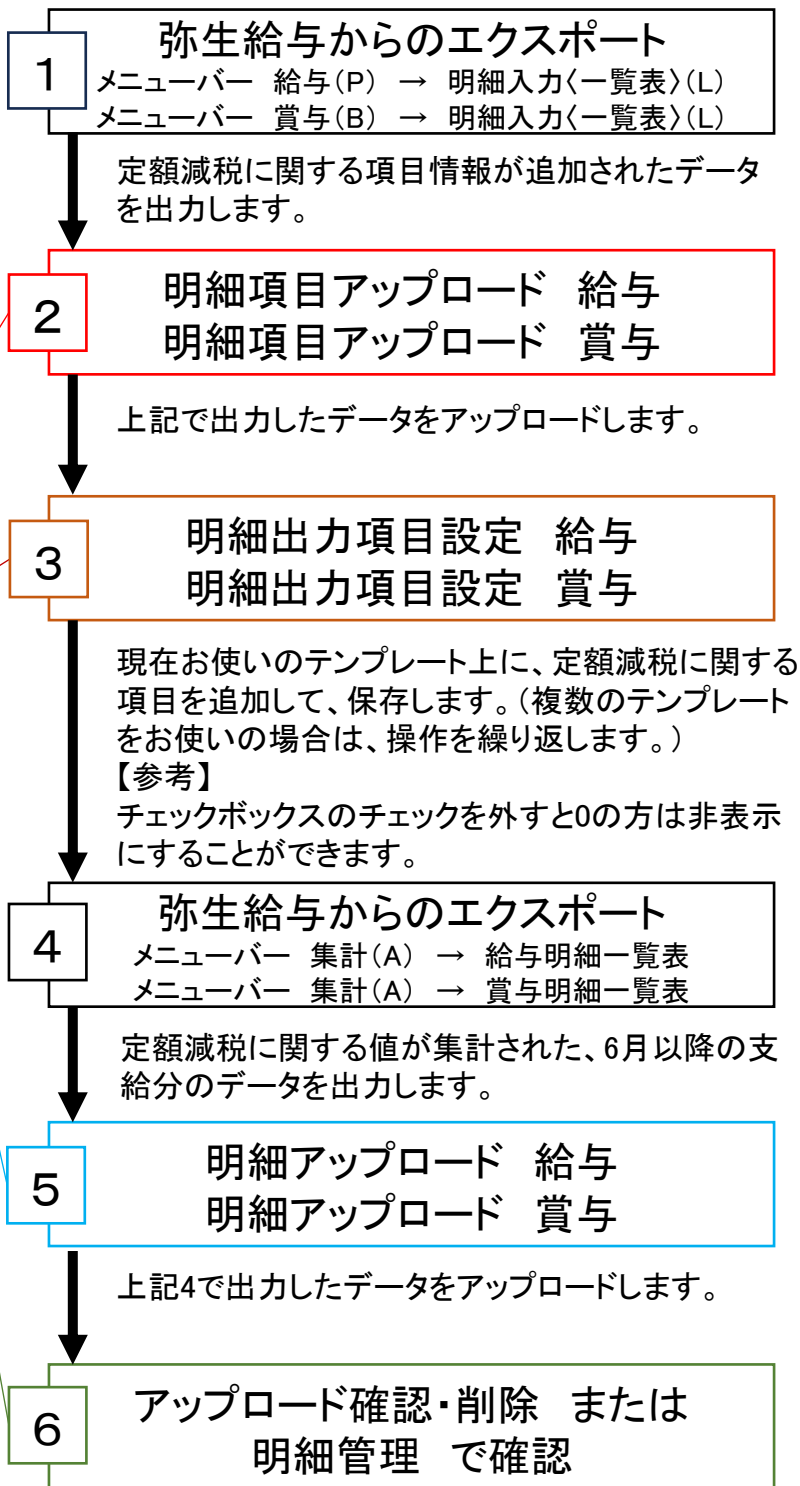 1
弥生給与からのエクスポート
メニューバー 給与(P) → 明細入力〈一覧表〉(L)
メニューバー 賞与(B) → 明細入力〈一覧表〉(L)
定額減税に関する項目情報が追加されたデータ
を出力します。
2
明細項目アップロード 給与
明細項目アップロード 賞与
上記で出力したデータをアップロードします。
3
明細出力項目設定 給与
明細出力項目設定 賞与
現在お使いのテンプレート上に、定額減税に関する
項目を追加して、保存します。(複数のテンプレート
をお使いの場合は、操作を繰り返します。)
【参考】
チェックボックスのチェックを外すと0の方は非表示
にすることができます。
4
弥生給与からのエクスポート
メニューバー 集計(A) → 給与明細一覧表
メニューバー 集計(A) → 賞与明細一覧表
定額減税に関する値が集計された、6月以降の支
給分のデータを出力します。
5
明細アップロード 給与
明細アップロード 賞与
上記4で出力したデータをアップロードします。
6
アップロード確認・削除 または
明細管理 で確認